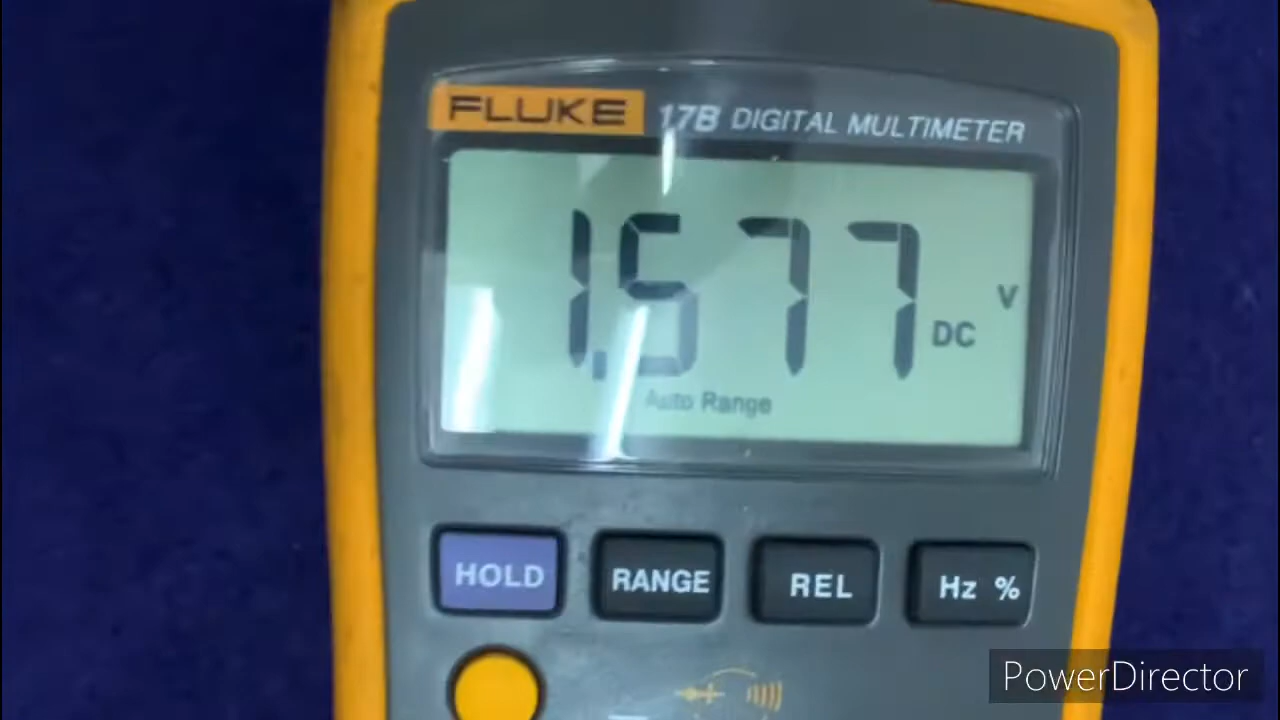 FLUKE 17B DIGITAL MULTIMETER
1.577 V
DC
Auto Range
HOLD RANGE REL Hz %
PowerDirector